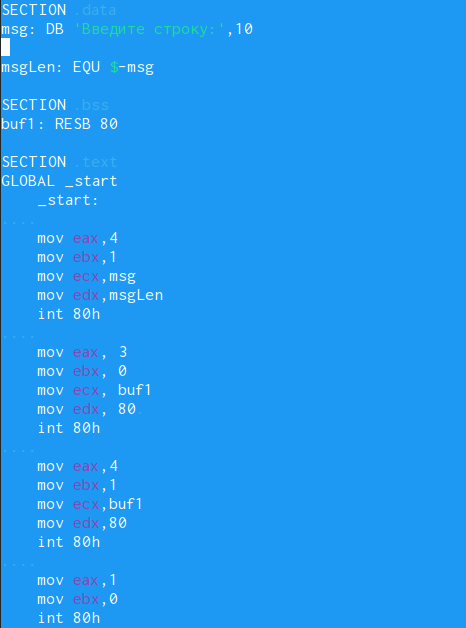 SECTION .data
msg: DB 'Введите строку:',10
msgLen: EQU $-msg
SECTION .bss
buf1: RESB 80
SECTION .text
GLOBAL _start
_start:
....
mov eax,4
mov ebx,1
mov ecx,msg
mov edx,msgLen
int 80h
....
mov eax, 3
mov ebx, 0
mov ecx, buf1
mov edx, 80
int 80h
....
mov eax,4
mov ebx,1
mov ecx,buf1
mov edx,80
int 80h
....
mov eax,1
mov ebx,0
int 80h